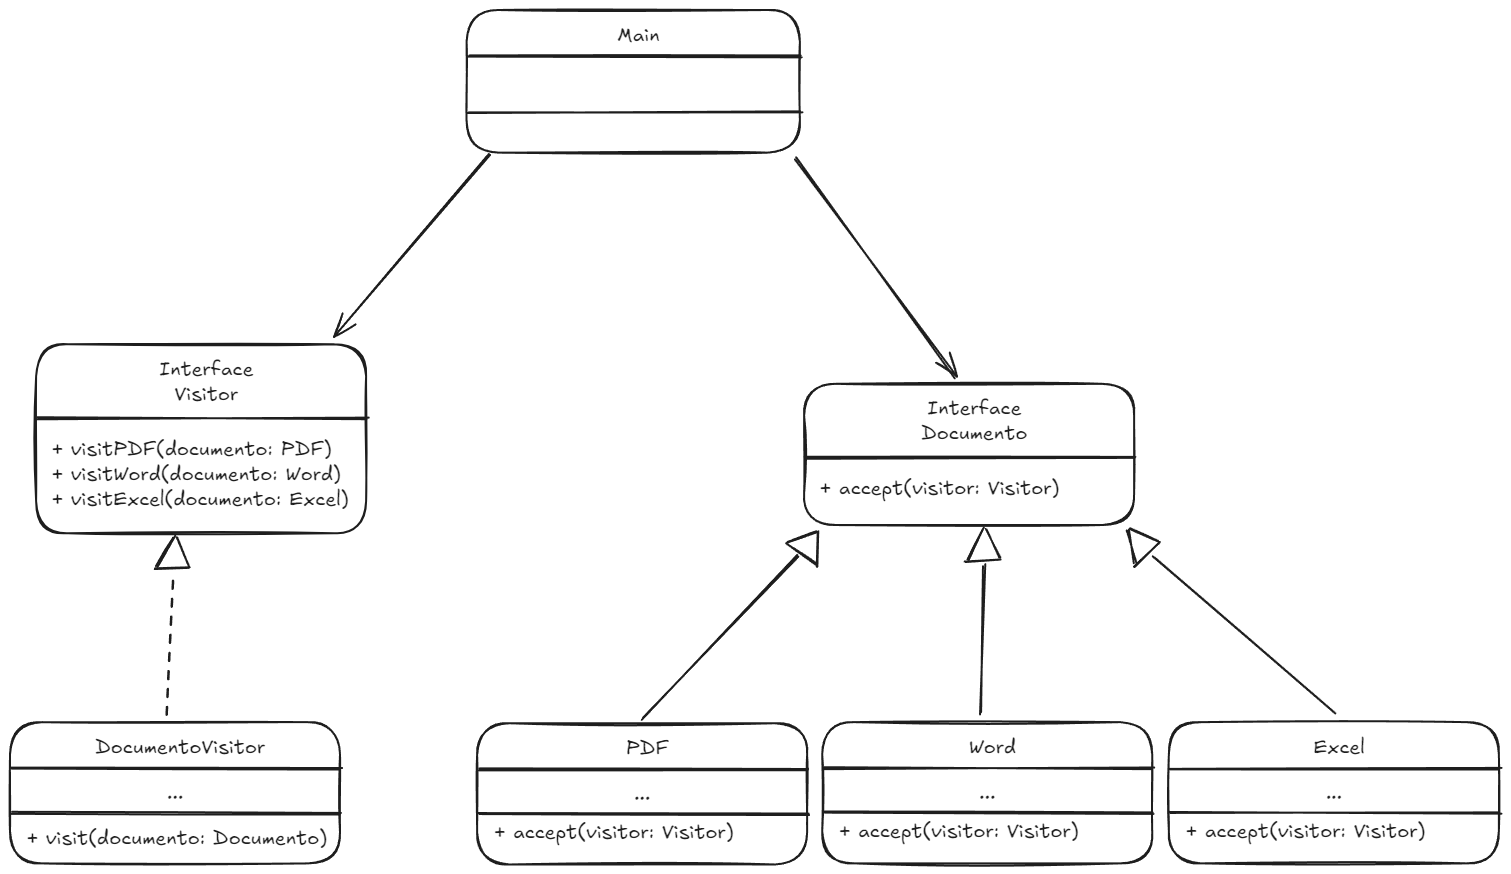 Main
Interface
Visitor
+ visitPDF(documento: PDF)
+ visitWord(documento: Word)
+ visitExcel(documento: Excel)
Interface
Documento
+ accept(visitor: Visitor)
DocumentoVisitor
...
+ visit(documento: Documento)
PDF
...
+ accept(visitor: Visitor)
Word
...
+ accept(visitor: Visitor)
Excel
...
+ accept(visitor: Visitor)